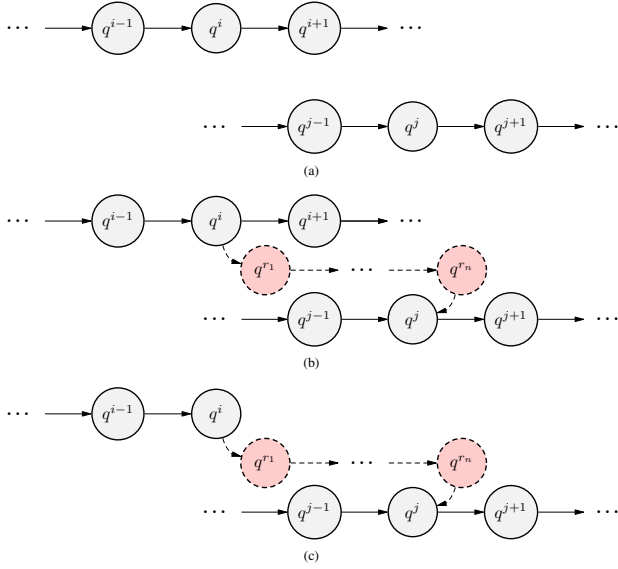 ··· q^{i−1} q^{i} q^{i+1} ···
··· q^{j−1} q^{j} q^{j+1} ···
(a)
··· q^{i−1} q^{i} q^{i+1} ···
q^{r_1} ··· q^{r_n}
··· q^{j−1} q^{j} q^{j+1} ···
(b)
··· q^{i−1} q^{i}
q^{r_1} ··· q^{r_n}
··· q^{j−1} q^{j} q^{j+1} ···
(c)